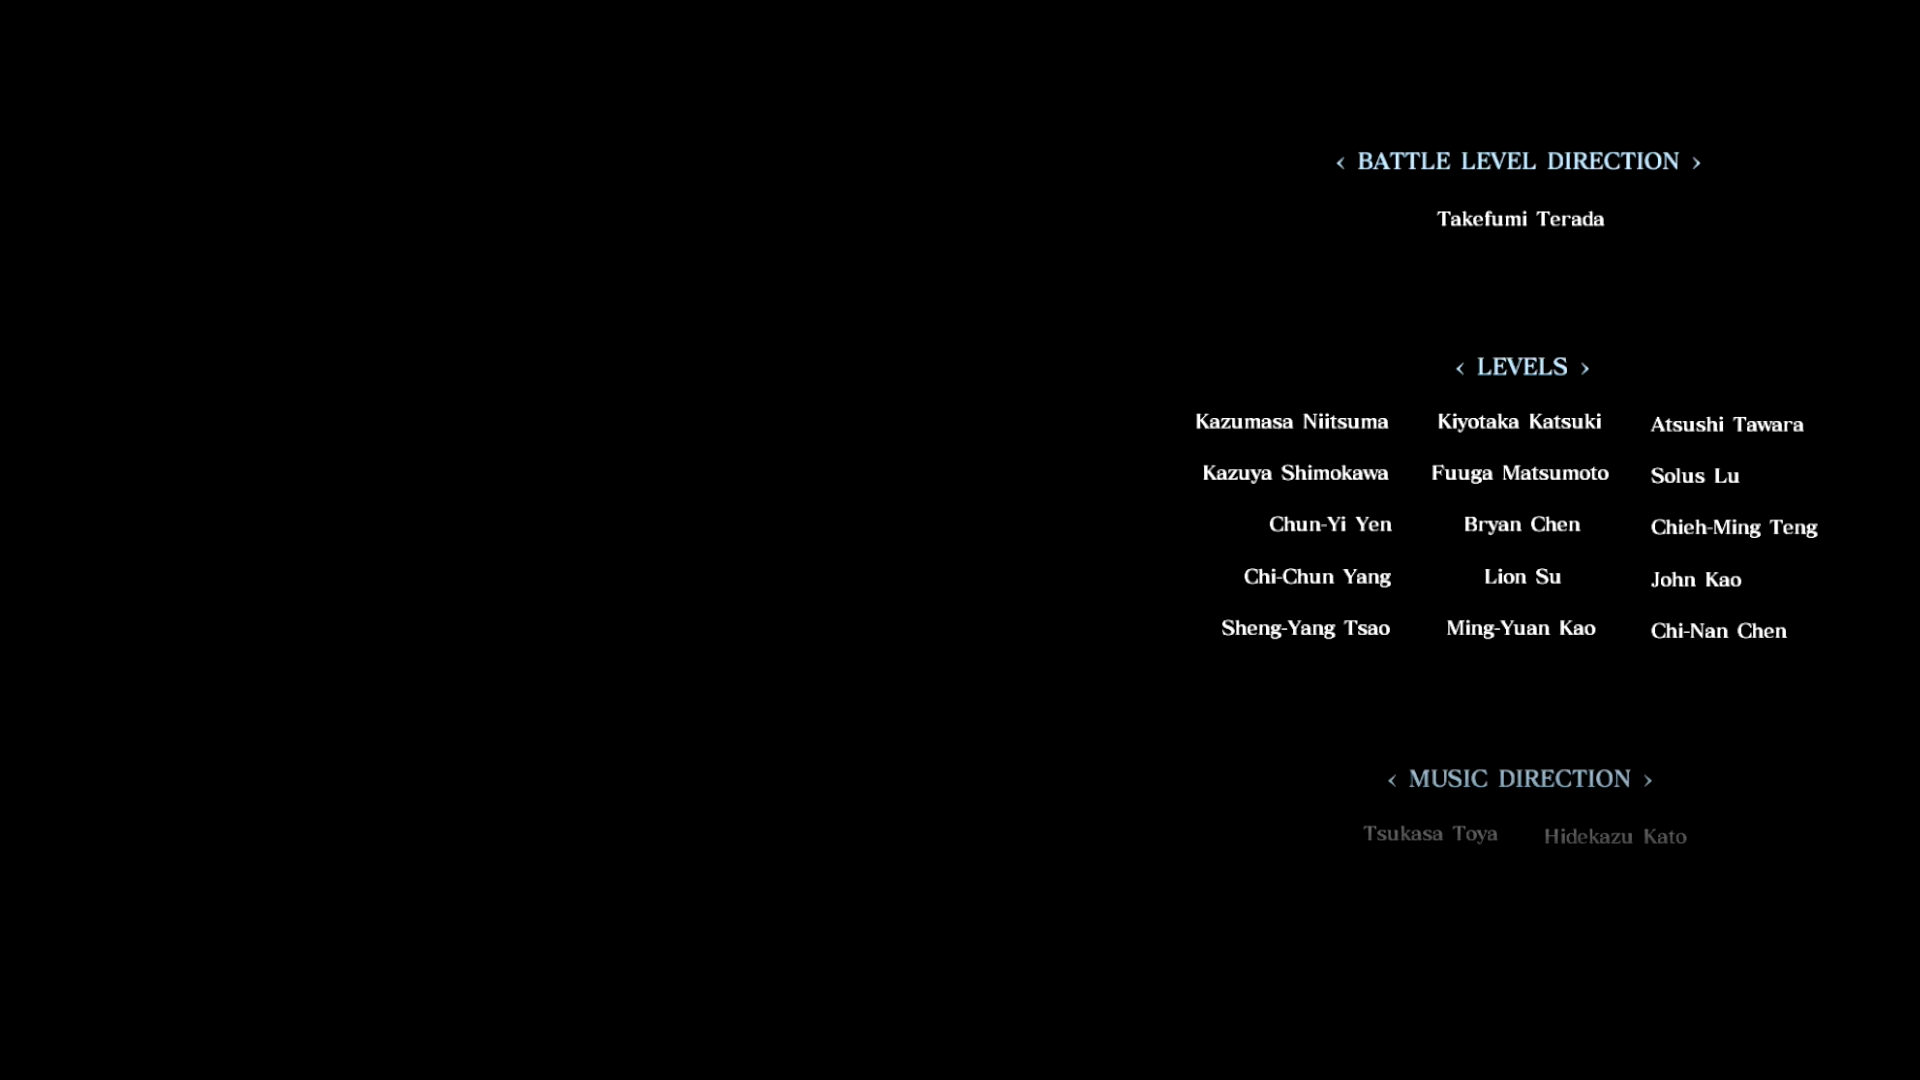 ‹ BATTLE LEVEL DIRECTION ›
Takefumi Terada
‹ LEVELS ›
Kazumasa Niitsuma Kiyotaka Katsuki Atsushi Tawara
Kazuya Shimokawa Fuuga Matsumoto Solus Lu
Chun-Yi Yen Bryan Chen Chieh-Ming Teng
Chi-Chun Yang Lion Su John Kao
Sheng-Yang Tsao Ming-Yuan Kao Chi-Nan Chen
‹ MUSIC DIRECTION ›
Tsukasa Toya Hidekazu Kato